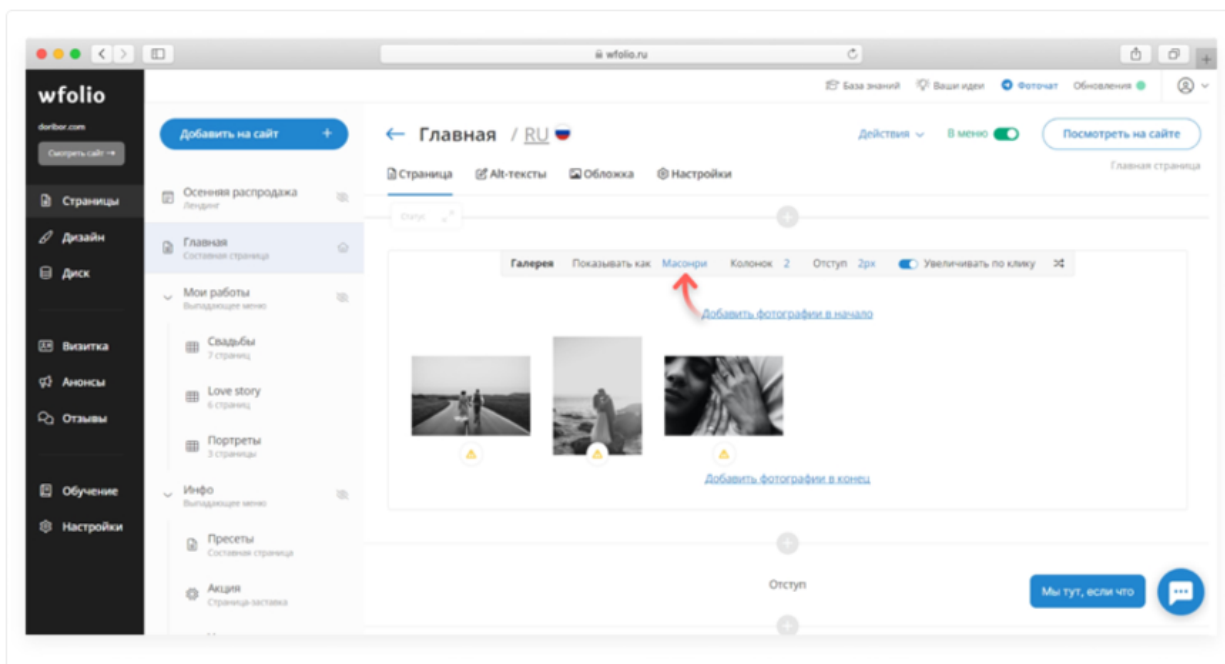 wfolio.ru
wfolio
База знаний
Ваши идеи
Фоточат
Обновления
doribor.com
Смотреть сайт →
Добавить на сайт +
← Главная / RU
Действия
В меню
Посмотреть на сайте
Главная страница
Страница
Alt-тексты
Обложка
Настройки
Страницы
Дизайн
Диск
Визитка
Анонсы
Отзывы
Обучение
Настройки
Осенняя распродажа
Лендинг
Главная
Составная страница
Мои работы
Выпадающее меню
Свадьбы
7 страниц
Love story
6 страниц
Портреты
3 страницы
Инфо
Выпадающее меню
Пресеты
Составная страница
Акция
Страница-заставка
Статус
Галерея Показывать как Масонри Колонок 2 Отступ 2px Увеличивать по клику
Добавить фотографии в начало
Добавить фотографии в конец
Отступ
Мы тут, если что